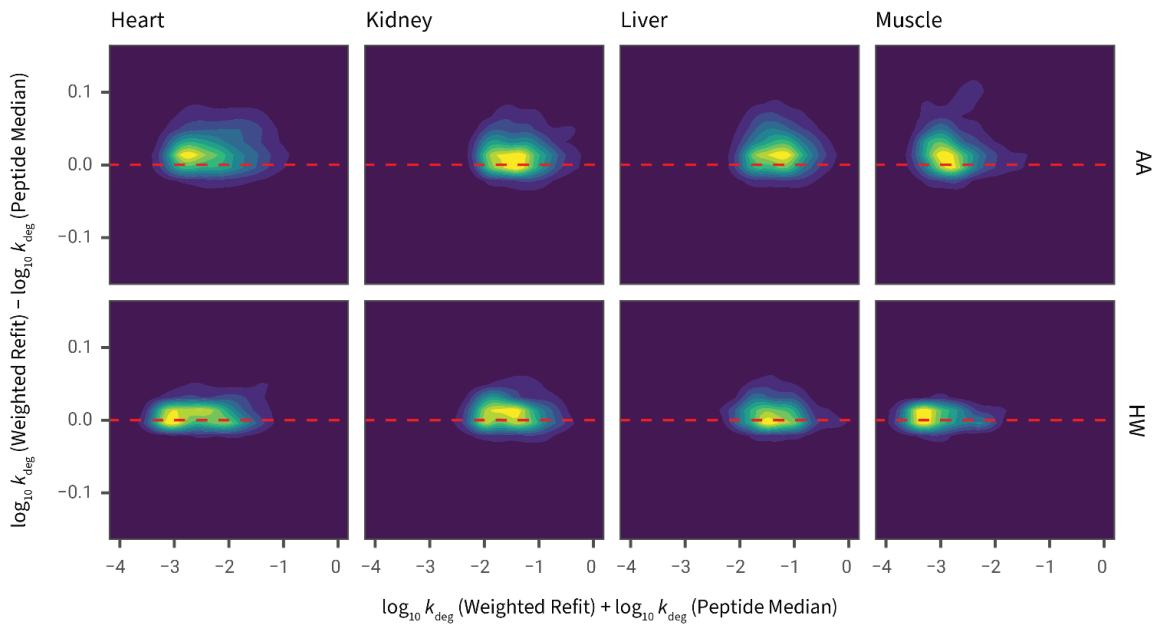 Heart Kidney Liver Muscle
log10 kdeg (Weighted Refit) − log10 kdeg (Peptide Median)
0.1
0.0
−0.1
AA
0.1
0.0
−0.1
HW
−4 −3 −2 −1 0 −4 −3 −2 −1 0 −4 −3 −2 −1 0 −4 −3 −2 −1 0
log10 kdeg (Weighted Refit) + log10 kdeg (Peptide Median)